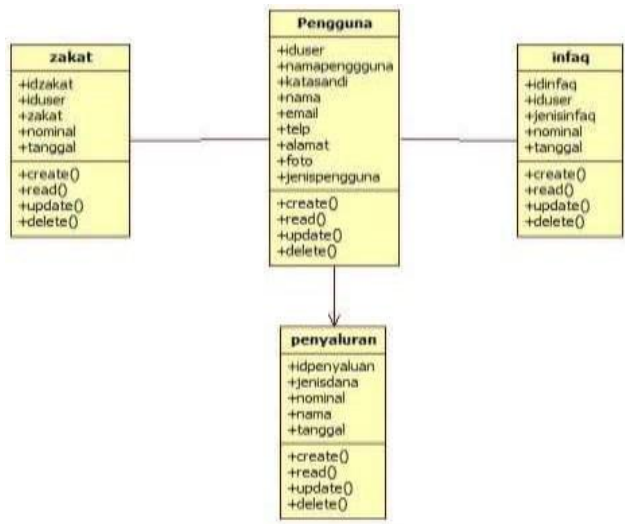 zakat
+idzakat
+iduser
+zakat
+nominal
+tanggal
+create()
+read()
+update()
+delete()
Pengguna
+iduser
+namapenggguna
+katasandi
+nama
+email
+telp
+alamat
+foto
+jenispengguna
+create()
+read()
+update()
+delete()
infaq
+idinfaq
+iduser
+jenisinfaq
+nominal
+tanggal
+create()
+read()
+update()
+delete()
penyaluran
+idpenyaluan
+jenisdana
+nominal
+nama
+tanggal
+create()
+read()
+update()
+delete()